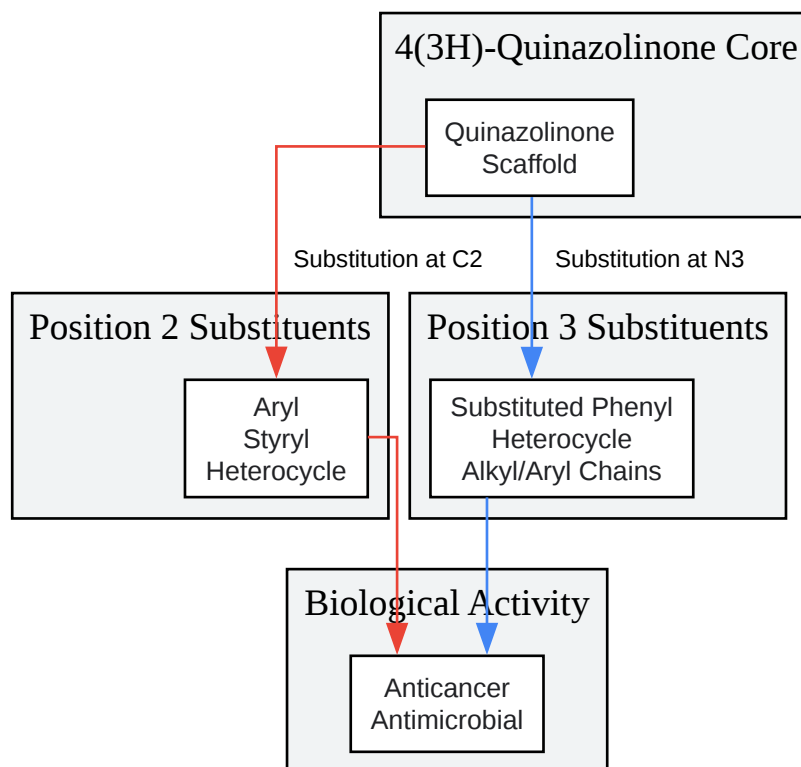 4(3H)-Quinazolinone Core
Quinazolinone
Scaffold
Substitution at C2
Substitution at N3
Position 2 Substituents
Aryl
Styryl
Heterocycle
Position 3 Substituents
Substituted Phenyl
Heterocycle
Alkyl/Aryl Chains
Biological Activity
Anticancer
Antimicrobial